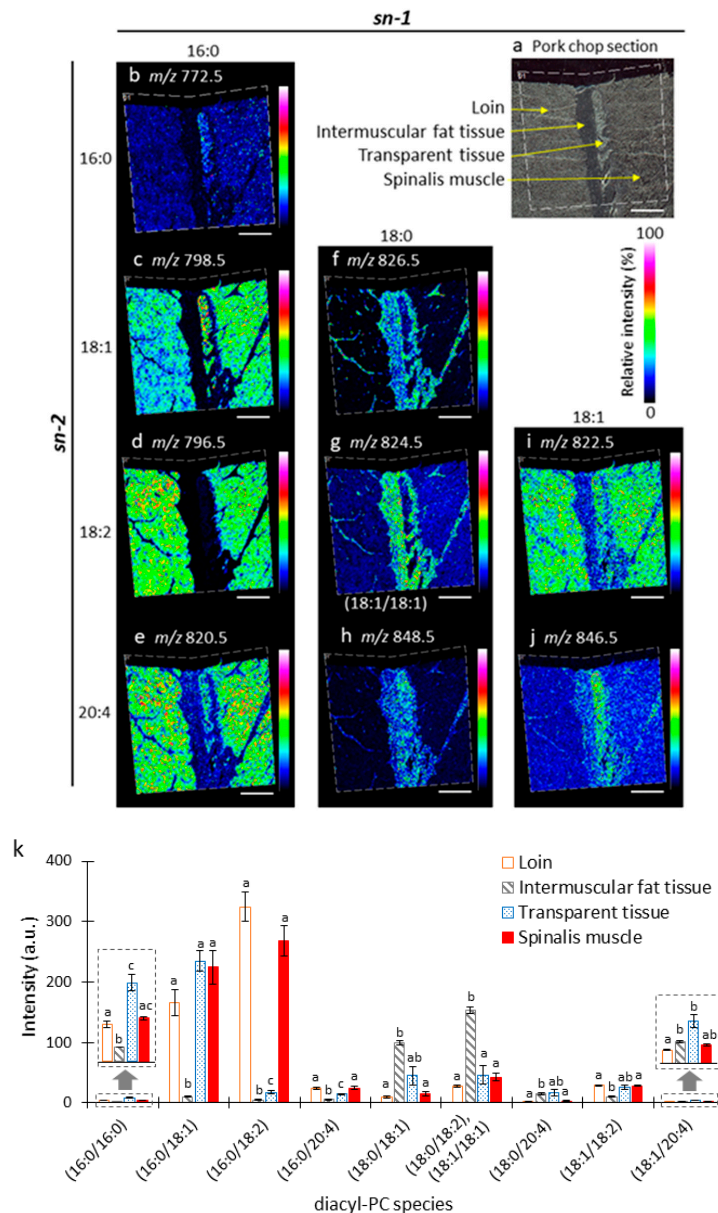 sn-1
16:0
a Pork chop section
b m/z 772.5
Loin
Intermuscular fat tissue
Transparent tissue
Spinalis muscle
16:0
18:0
100
c m/z 798.5
f m/z 826.5
Relative intensity (%)
18:1
0
18:1
sn-2
d m/z 796.5
g m/z 824.5
i m/z 822.5
18:2
(18:1/18:1)
e m/z 820.5
h m/z 848.5
j m/z 846.5
20:4
k
400
300
200
100
0
Intensity (a.u.)
Loin
Intermuscular fat tissue
Transparent tissue
Spinalis muscle
a b c ac
a b a a
a b c a
a b c a
a b ab a
a b a a
a b ab a
a b ab a
a b b ab
(16:0/16:0)
(16:0/18:1)
(16:0/18:2)
(16:0/20:4)
(18:0/18:1)
(18:0/18:2),
(18:1/18:1)
(18:0/20:4)
(18:1/18:2)
(18:1/20:4)
diacyl-PC species